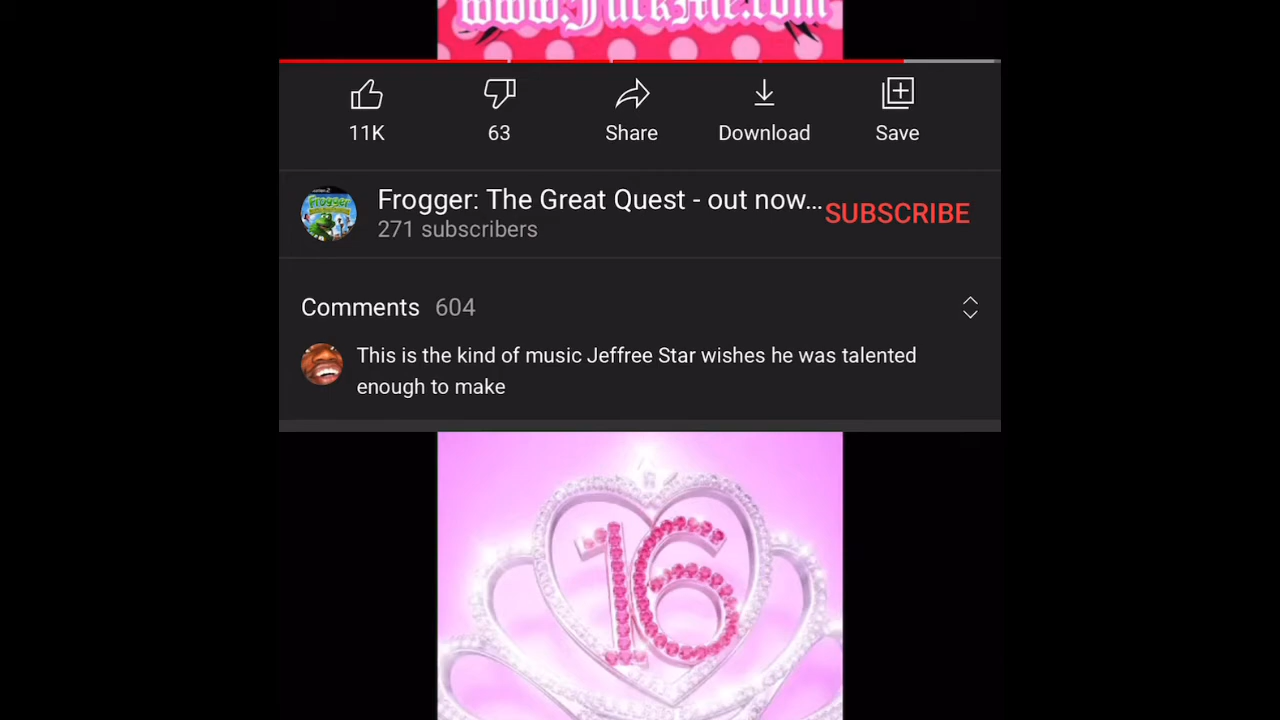 11K
63
Share
Download
Save
Frogger: The Great Quest - out now...
SUBSCRIBE
271 subscribers
Comments 604
This is the kind of music Jeffree Star wishes he was talented
enough to make
16